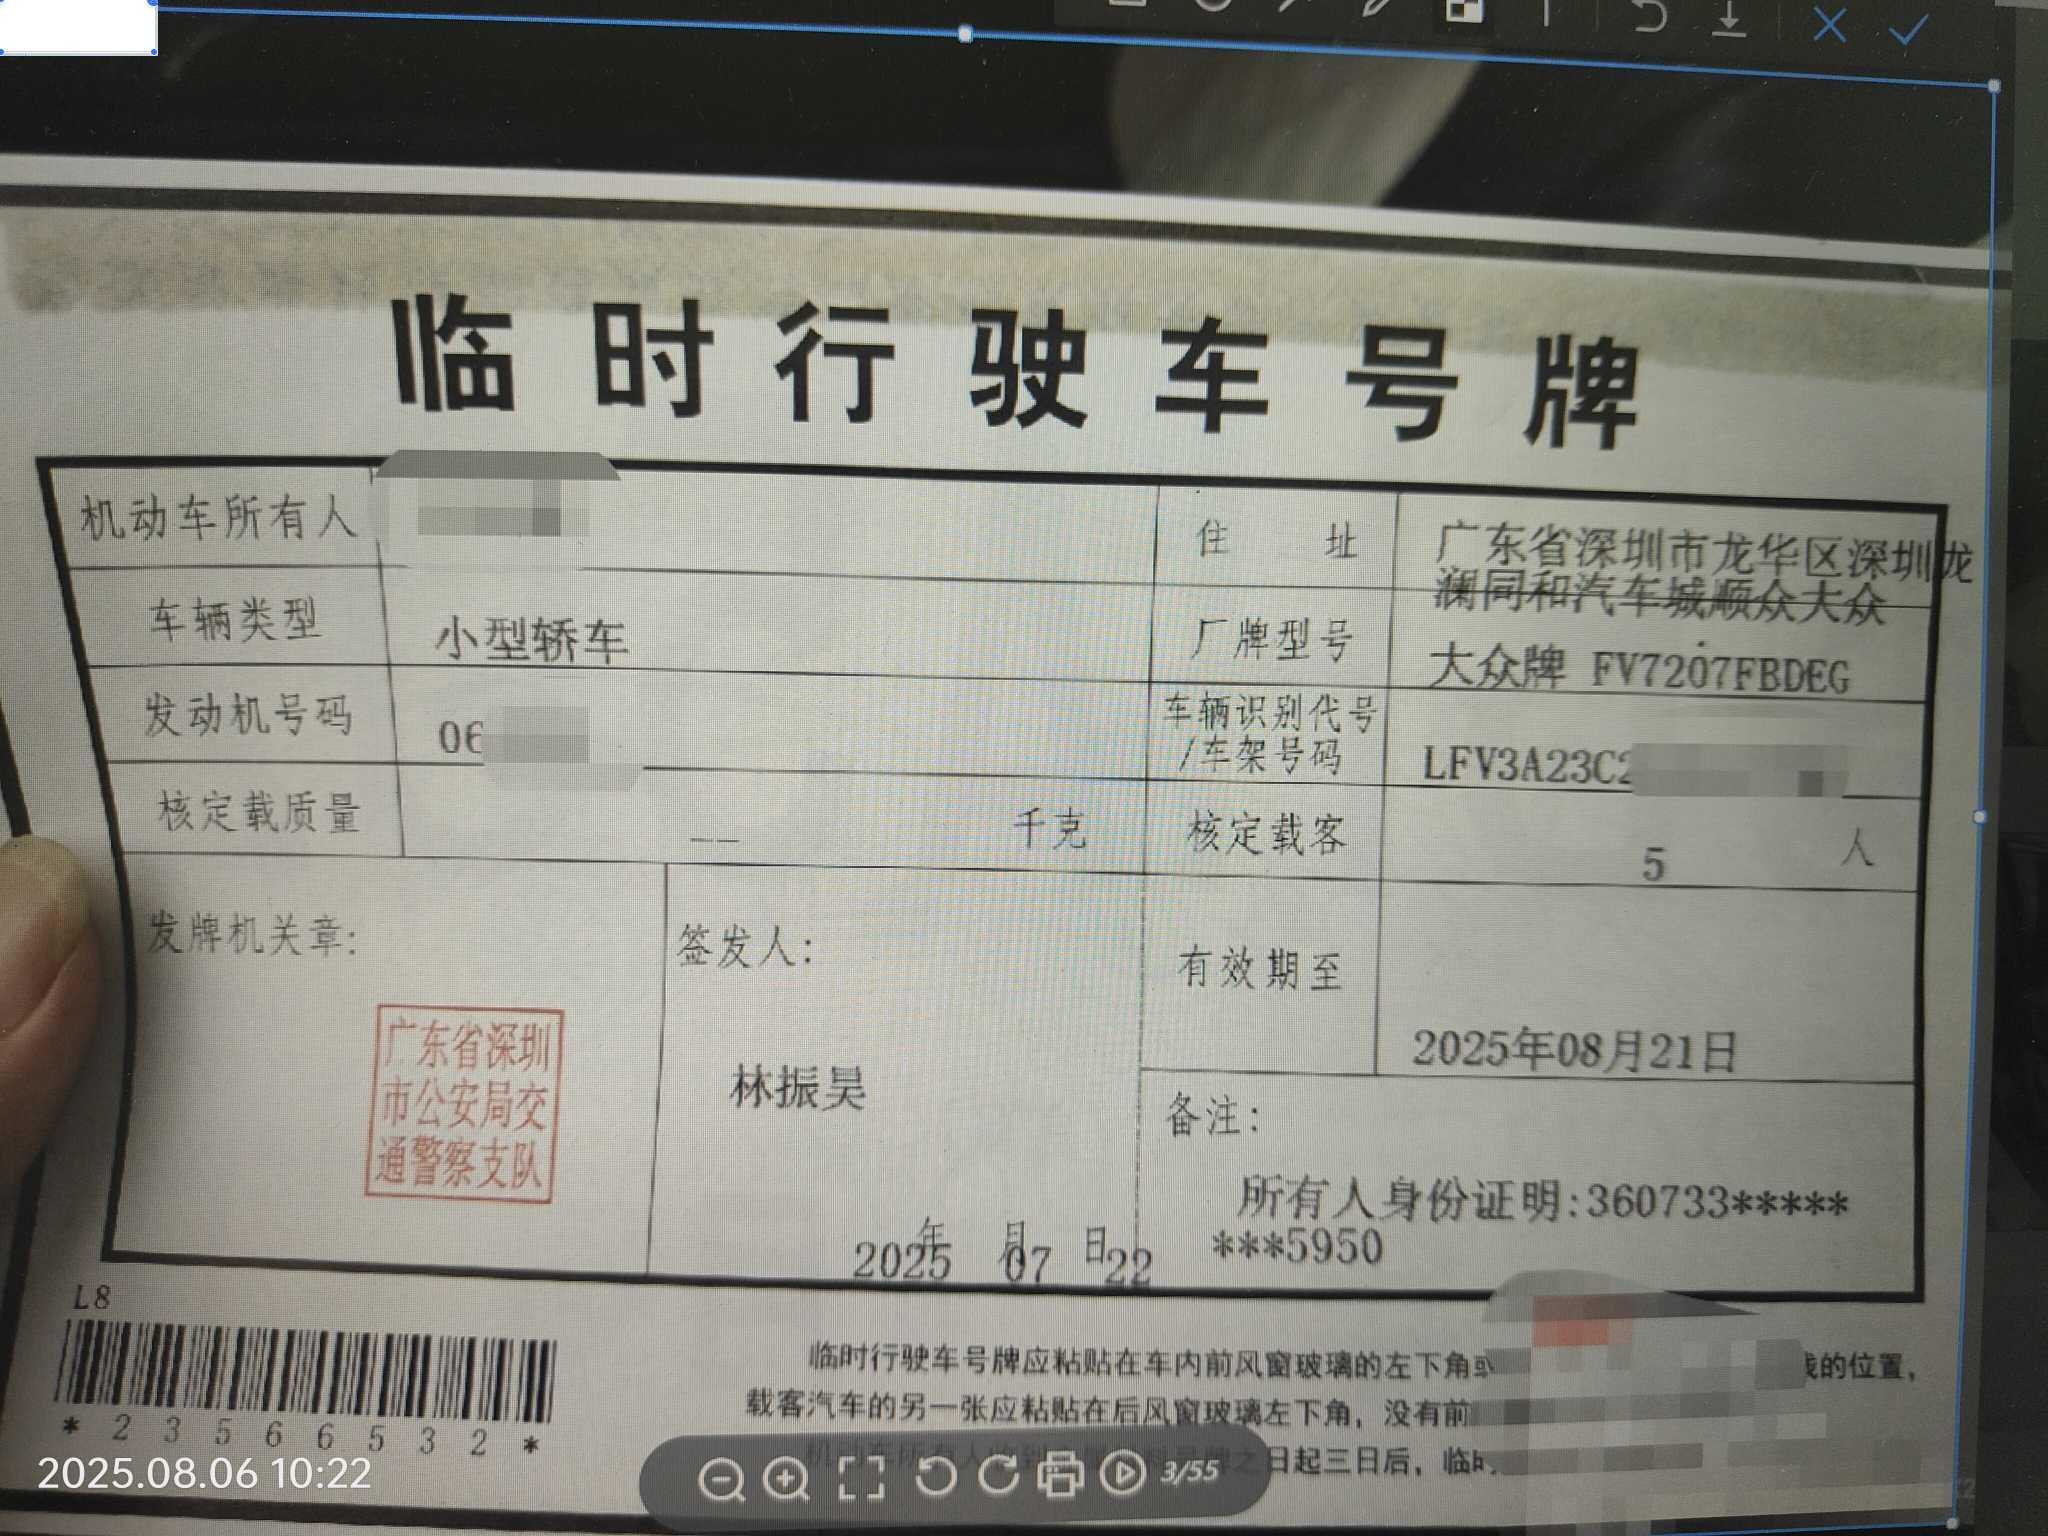 临时行驶车号牌
机动车所有人
住 址
广东省深圳市龙华区深圳龙
澜同和汽车城顺众大众
车辆类型
小型轿车
厂牌型号
大众牌 FV7207FBDEG
发动机号码
06
车辆识别代号
/车架号码
LFV3A23C2
核定载质量
-- 千克
核定载客
5 人
发牌机关章:
广东省深圳
市公安局交
通警察支队
签发人:
林振昊
年 月 日
2025 07 22
有效期至
2025年08月21日
备注:
所有人身份证明:360733*****
***5950
L8
*23566532*
临时行驶车号牌应粘贴在车内前风窗玻璃的左下角或
线的位置,
载客汽车的另一张应粘贴在后风窗玻璃左下角,没有前
日起三日后,临时
2025.08.06 10:22
3/55